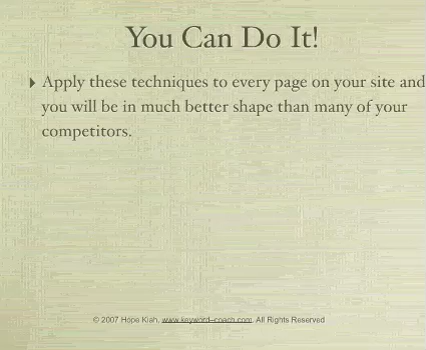 You Can Do It!
Apply these techniques to every page on your site and
you will be in much better shape than many of your
competitors.
© 2007 Hope Kiah, www.keyword-coach.com. All Rights Reserved